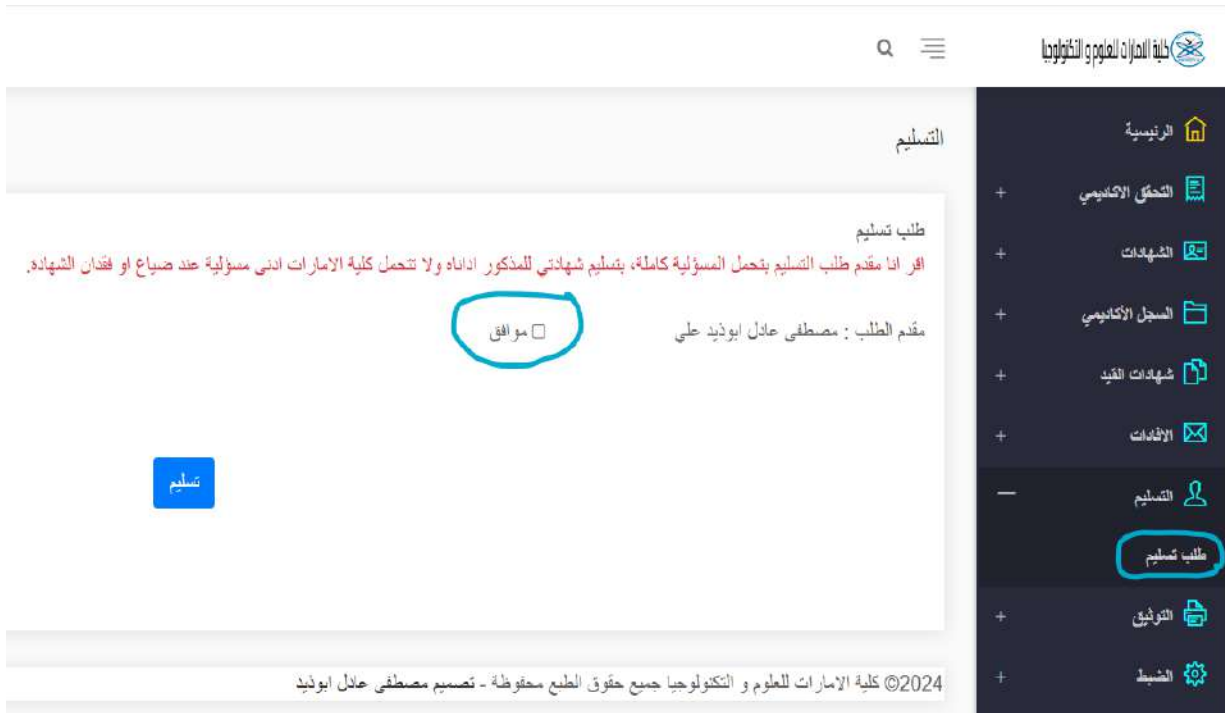 كلية الامارات للعلوم و التكنولوجيا
الرئيسية
التحقق الاكاديمي
الشهادات
السجل الأكاديمي
شهادات القيد
الافادات
التسليم
طلب تسليم
التوثيق
الضبط
التسليم
طلب تسليم
اقر انا مقدم طلب التسليم بتحمل المسؤلية كاملة، بتسليم شهادتي للمذكور اداناه ولا تتحمل كلية الامارات ادنى مسؤلية عند ضياع او فقدان الشهاده.
مقدم الطلب : مصطفى عادل ابوذيد علي
موافق
تسليم
2024© كلية الامارات للعلوم و التكنولوجيا جميع حقوق الطبع محفوظة - تصميم مصطفى عادل ابوذيد